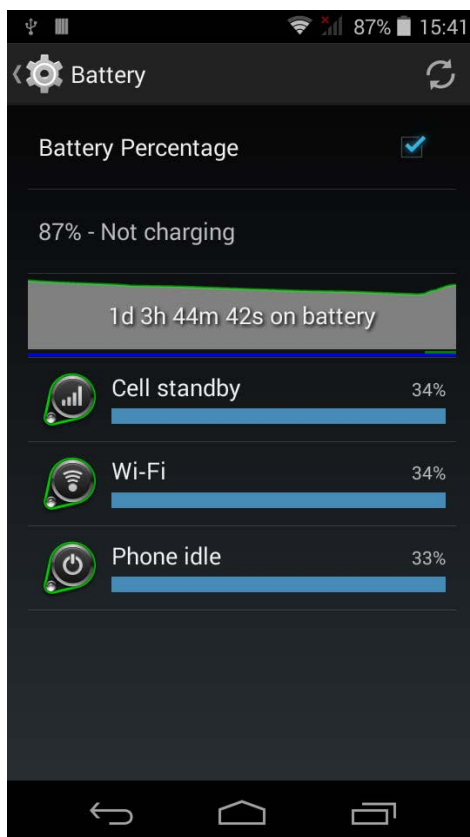 87% 15:41
Battery
Battery Percentage
87% - Not charging
1d 3h 44m 42s on battery
Cell standby 34%
Wi-Fi 34%
Phone idle 33%